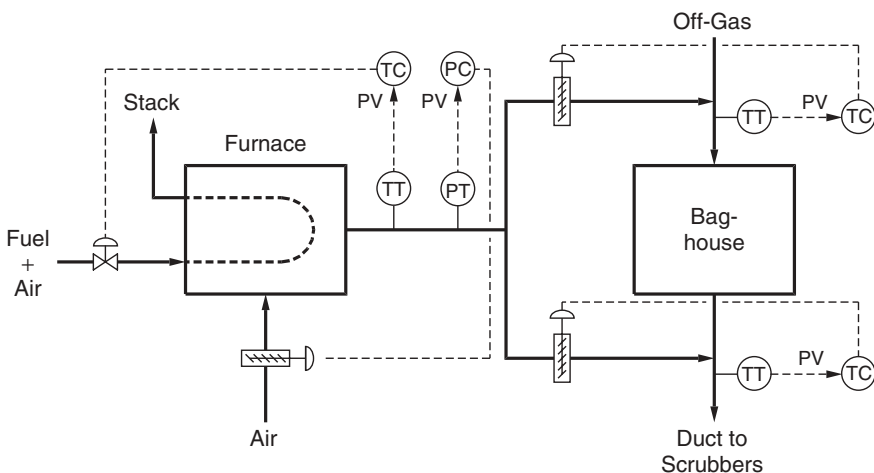 Off-Gas
TC
PC
Stack
PV
PV
TT
PV
TC
Furnace
TT
PT
Bag-
house
Fuel
+
Air
TT
PV
TC
Air
Duct to
Scrubbers